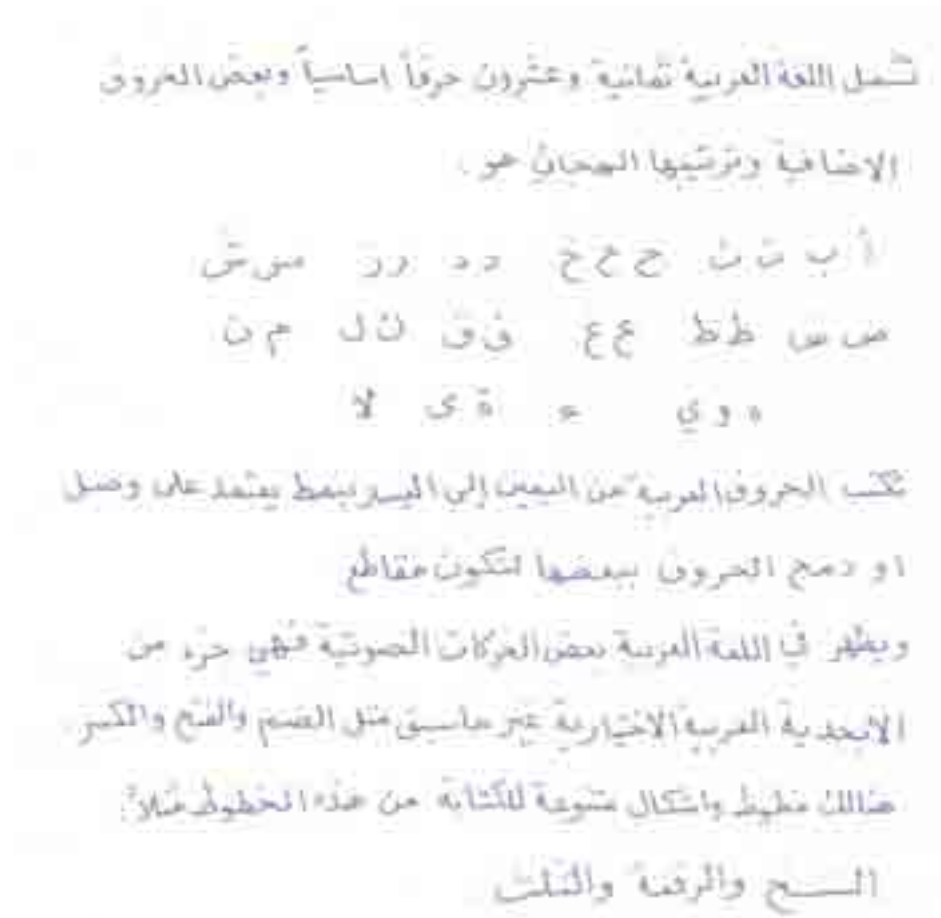 تشمل اللغة العربية ثمانية وعشرون حرفاً اساسياً وبعض الحروف
الاضافية وترتيبها الهجائي هو .
أ ب ت ث ج ح خ د ذ ر ز س ش
ص ض ط ظ ع غ ف ق ك ل م ن
ه و ي ء ة ى لا
تكتب الحروف العربية من اليمين إلى اليسر بنمط يعتمد على وصل
او دمج الحروف ببعضها لتكون مقاطع
ويظهر في اللغة العربية بعض الحركات الصوتية فهي جزء من
الابجدية العربية الاختيارية غير ماسبق مثل الضم والفتح والكسر
هنالك خطوط واشكال متنوعة للكتابة من هذه الخطوط مثلاً:
النسخ والرقعة والثلث